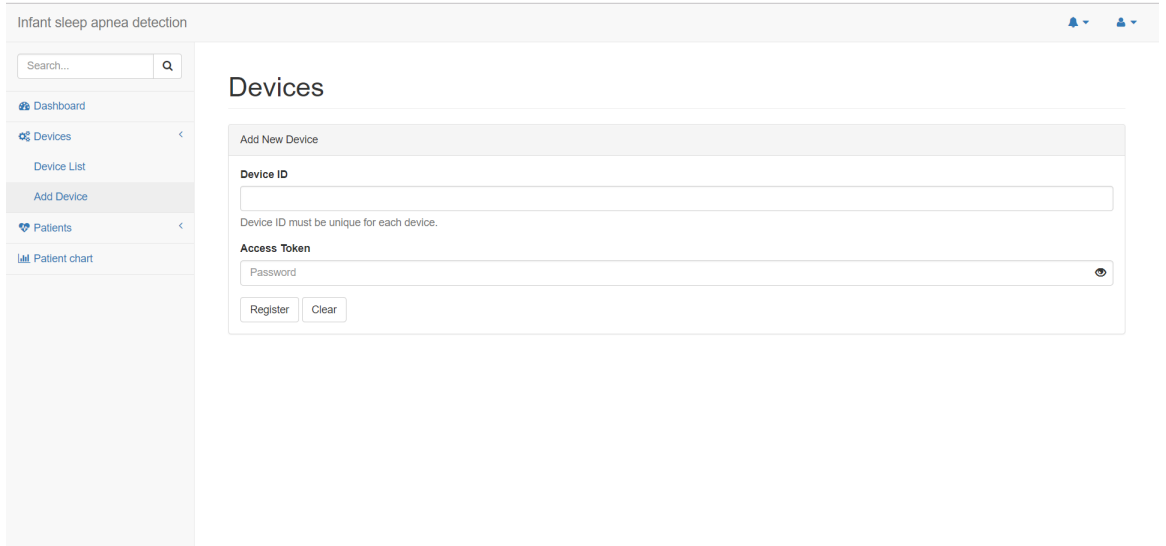 Infant sleep apnea detection
Search...
Dashboard
Devices
Device List
Add Device
Patients
Patient chart
Devices
Add New Device
Device ID
Device ID must be unique for each device.
Access Token
Password
Register Clear